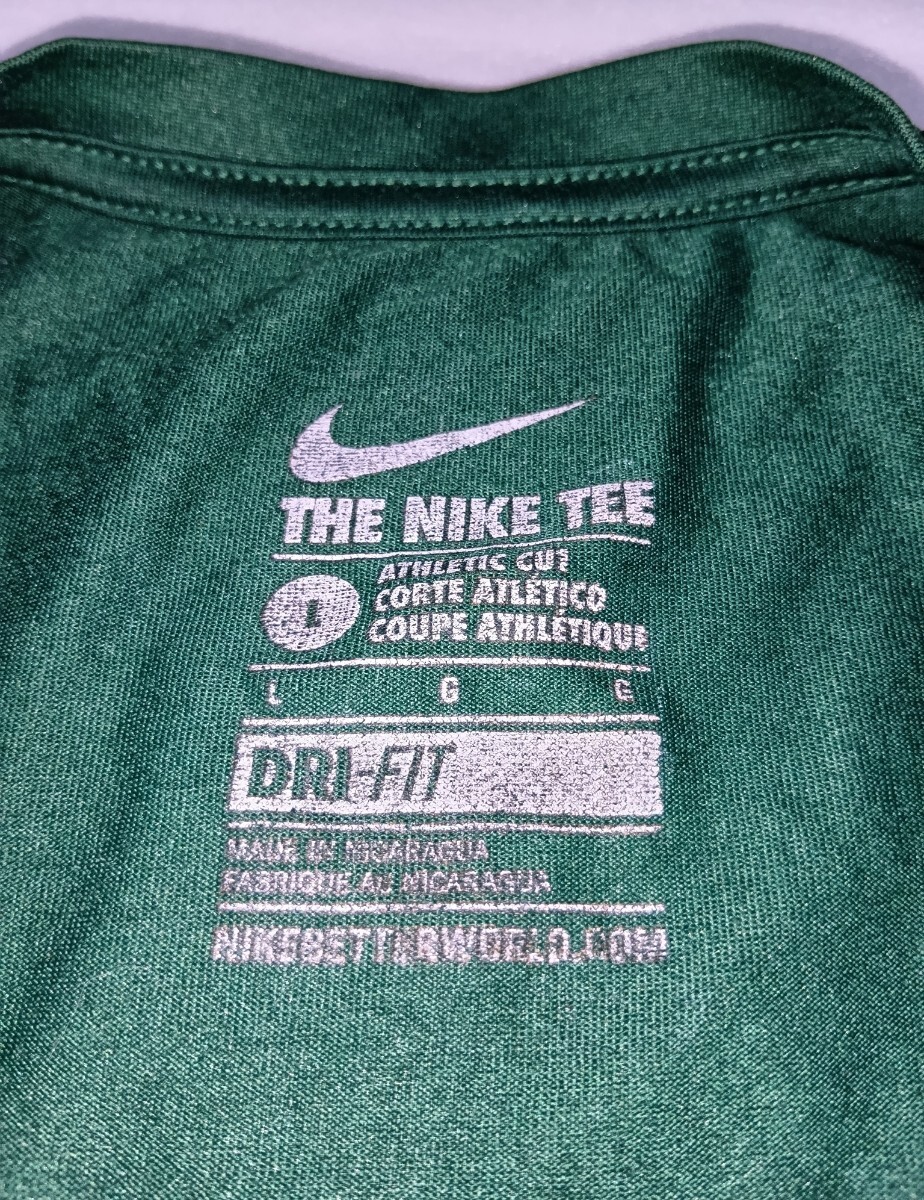 THE NIKE TEE
ATHLETIC CUT
L CORTE ATLÉTICO
COUPE ATHLÉTIQUE
L G G
DRI-FIT
MADE IN NICARAGUA
FABRIQUE AU NICARAGUA
NIKEBETTERWORLD.COM